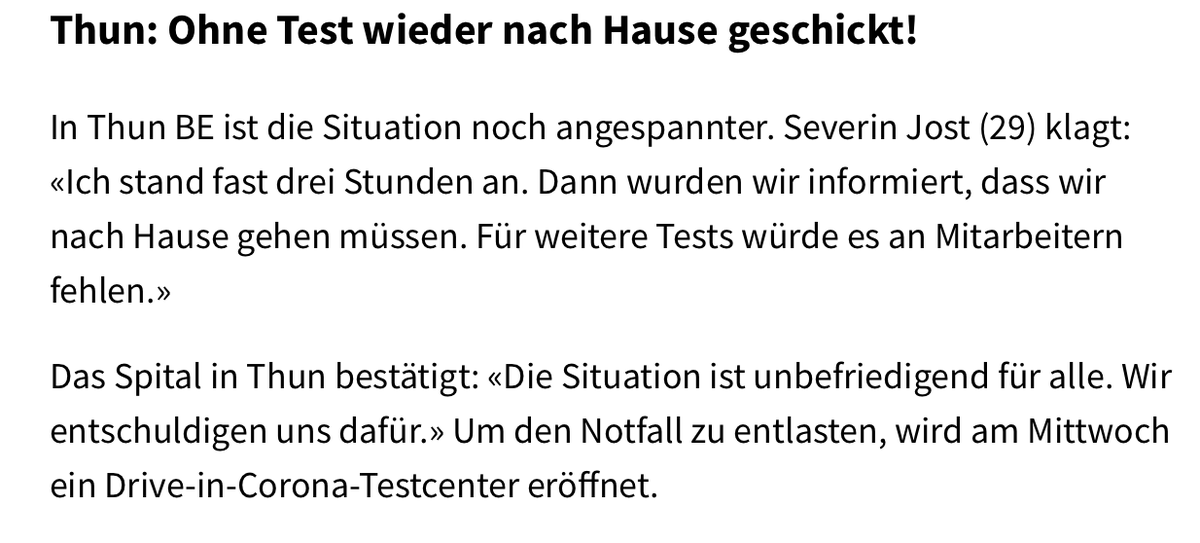 Thun: Ohne Test wieder nach Hause geschickt!
In Thun BE ist die Situation noch angespannter. Severin Jost (29) klagt:
«Ich stand fast drei Stunden an. Dann wurden wir informiert, dass wir
nach Hause gehen müssen. Für weitere Tests würde es an Mitarbeitern
fehlen.»
Das Spital in Thun bestätigt: «Die Situation ist unbefriedigend für alle. Wir
entschuldigen uns dafür.» Um den Notfall zu entlasten, wird am Mittwoch
ein Drive-in-Corona-Testcenter eröffnet.